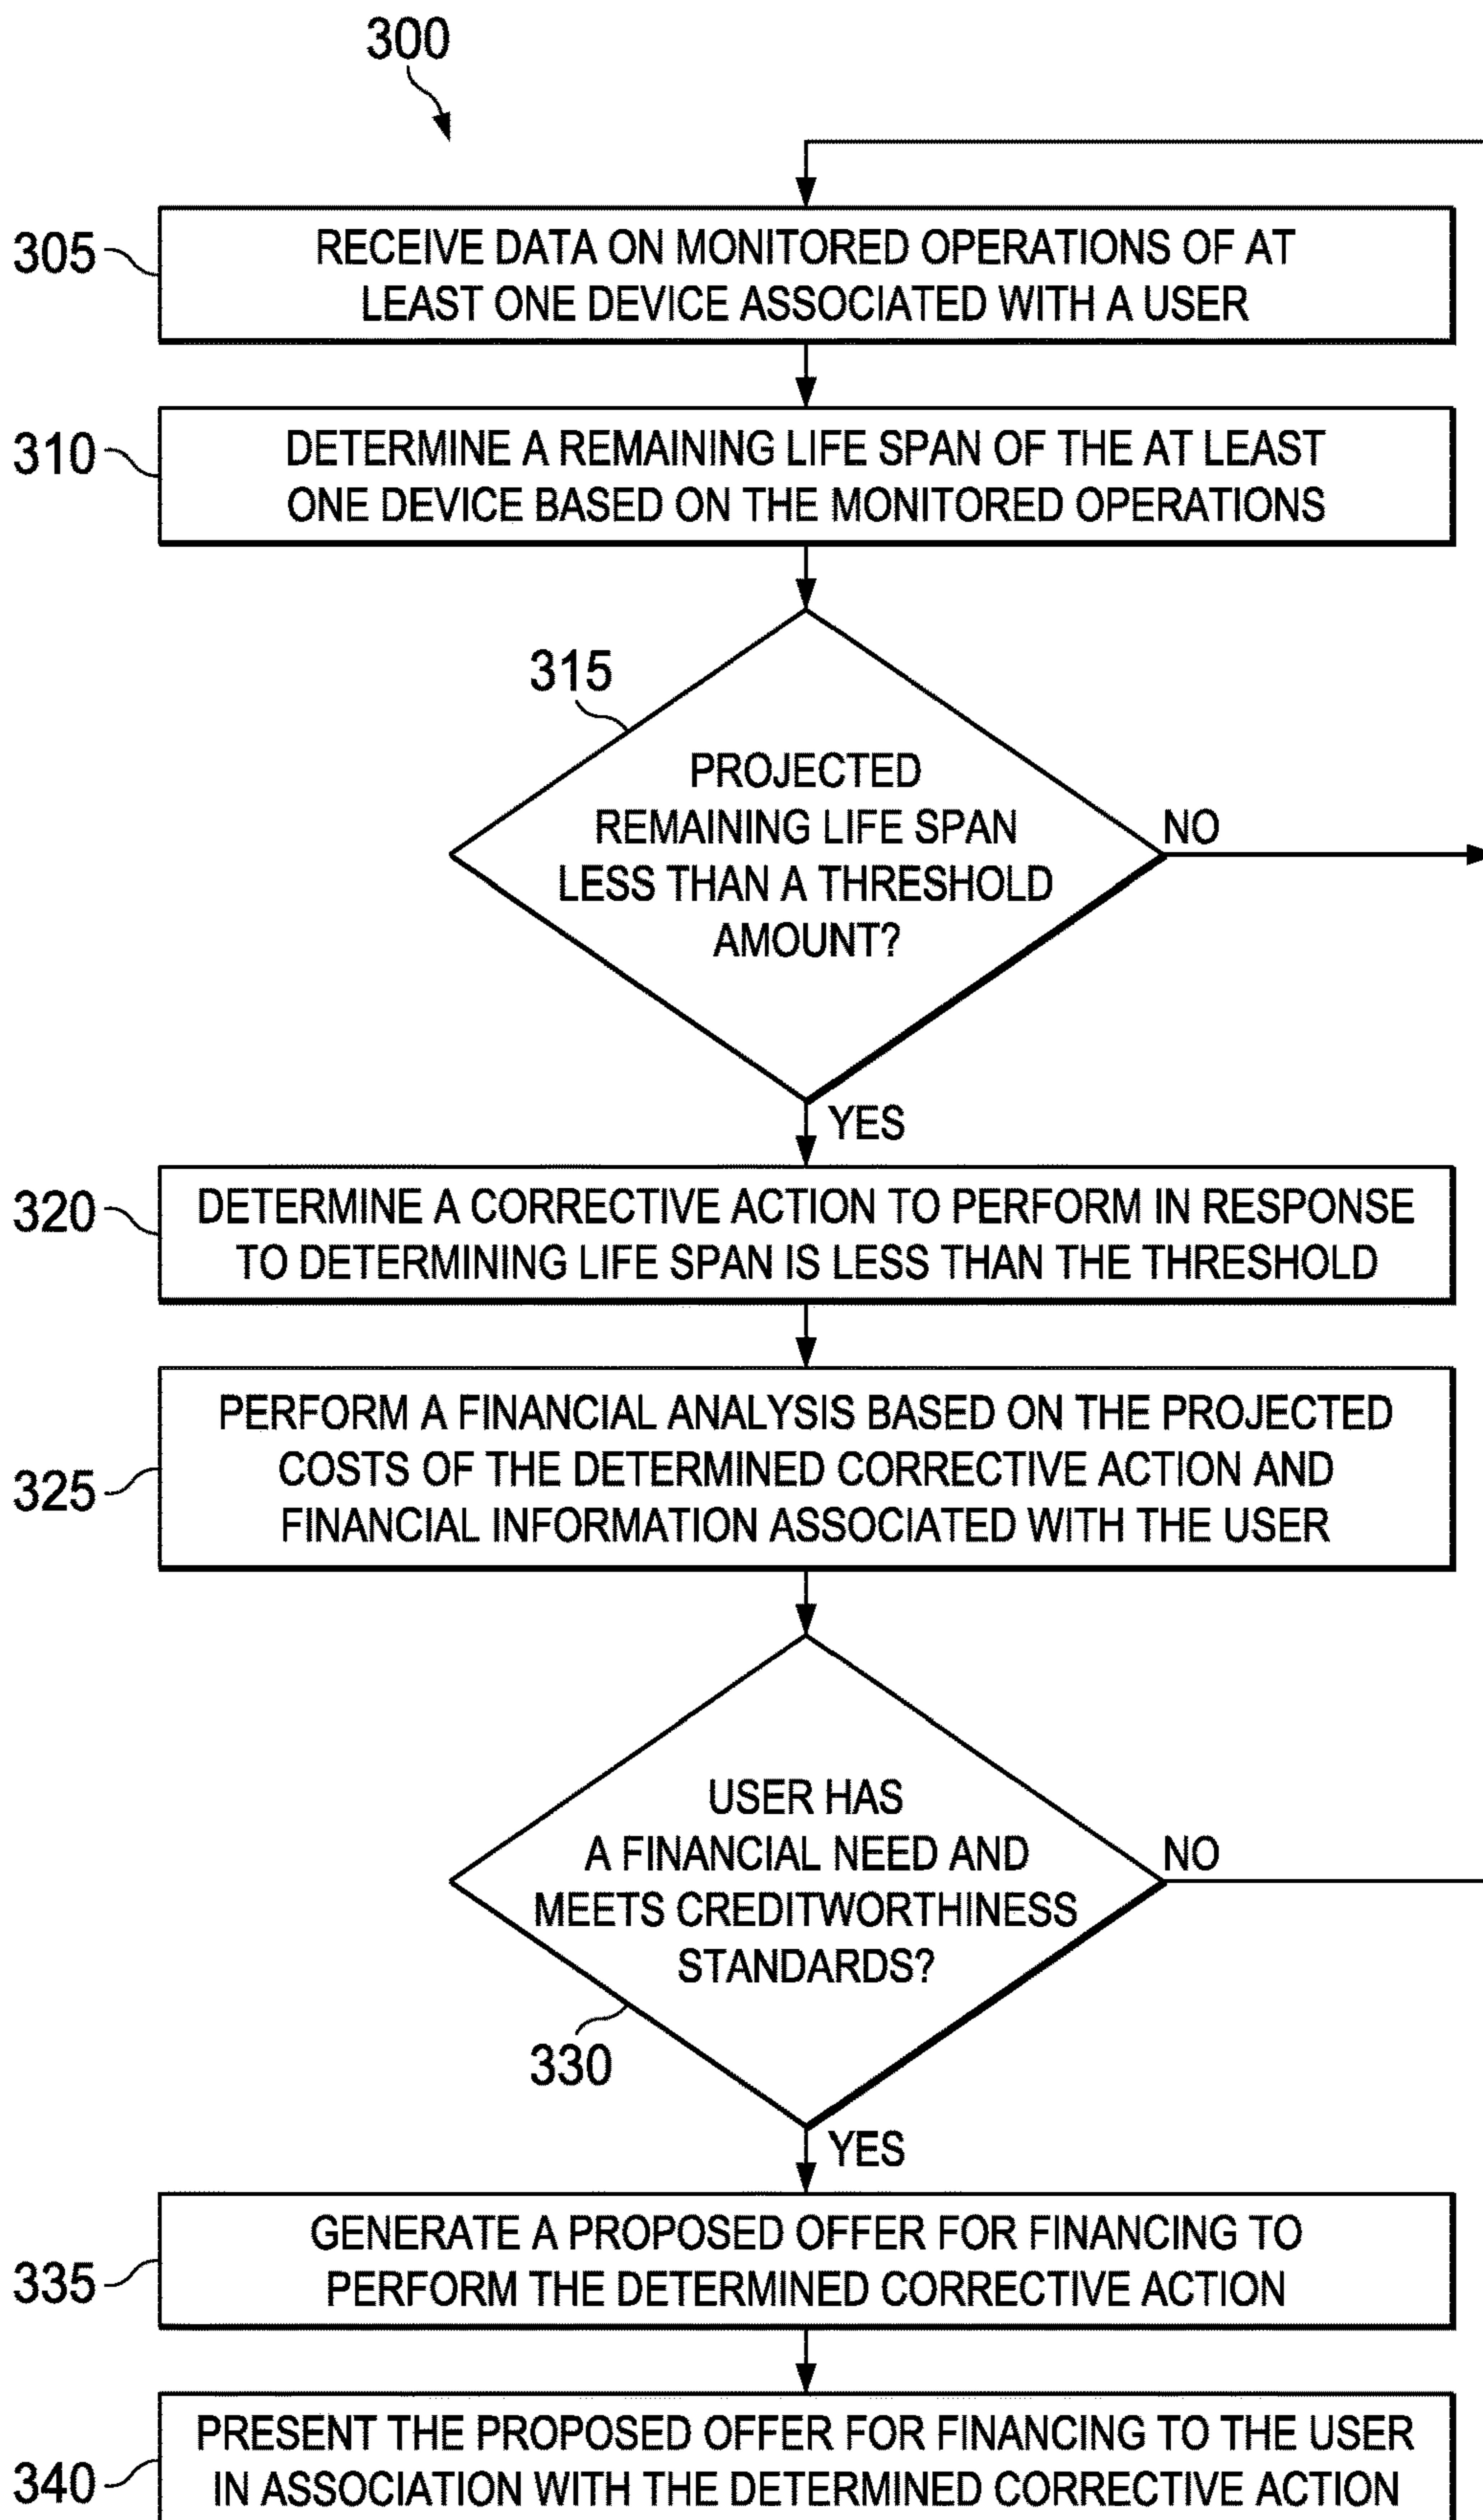 300
305
RECEIVE DATA ON MONITORED OPERATIONS OF AT
LEAST ONE DEVICE ASSOCIATED WITH A USER
310
DETERMINE A REMAINING LIFE SPAN OF THE AT LEAST
ONE DEVICE BASED ON THE MONITORED OPERATIONS
315
PROJECTED
REMAINING LIFE SPAN
LESS THAN A THRESHOLD
AMOUNT?
NO
YES
320
DETERMINE A CORRECTIVE ACTION TO PERFORM IN RESPONSE
TO DETERMINING LIFE SPAN IS LESS THAN THE THRESHOLD
325
PERFORM A FINANCIAL ANALYSIS BASED ON THE PROJECTED
COSTS OF THE DETERMINED CORRECTIVE ACTION AND
FINANCIAL INFORMATION ASSOCIATED WITH THE USER
USER HAS
A FINANCIAL NEED AND
MEETS CREDITWORTHINESS
STANDARDS?
NO
330
YES
335
GENERATE A PROPOSED OFFER FOR FINANCING TO
PERFORM THE DETERMINED CORRECTIVE ACTION
340
PRESENT THE PROPOSED OFFER FOR FINANCING TO THE USER
IN ASSOCIATION WITH THE DETERMINED CORRECTIVE ACTION